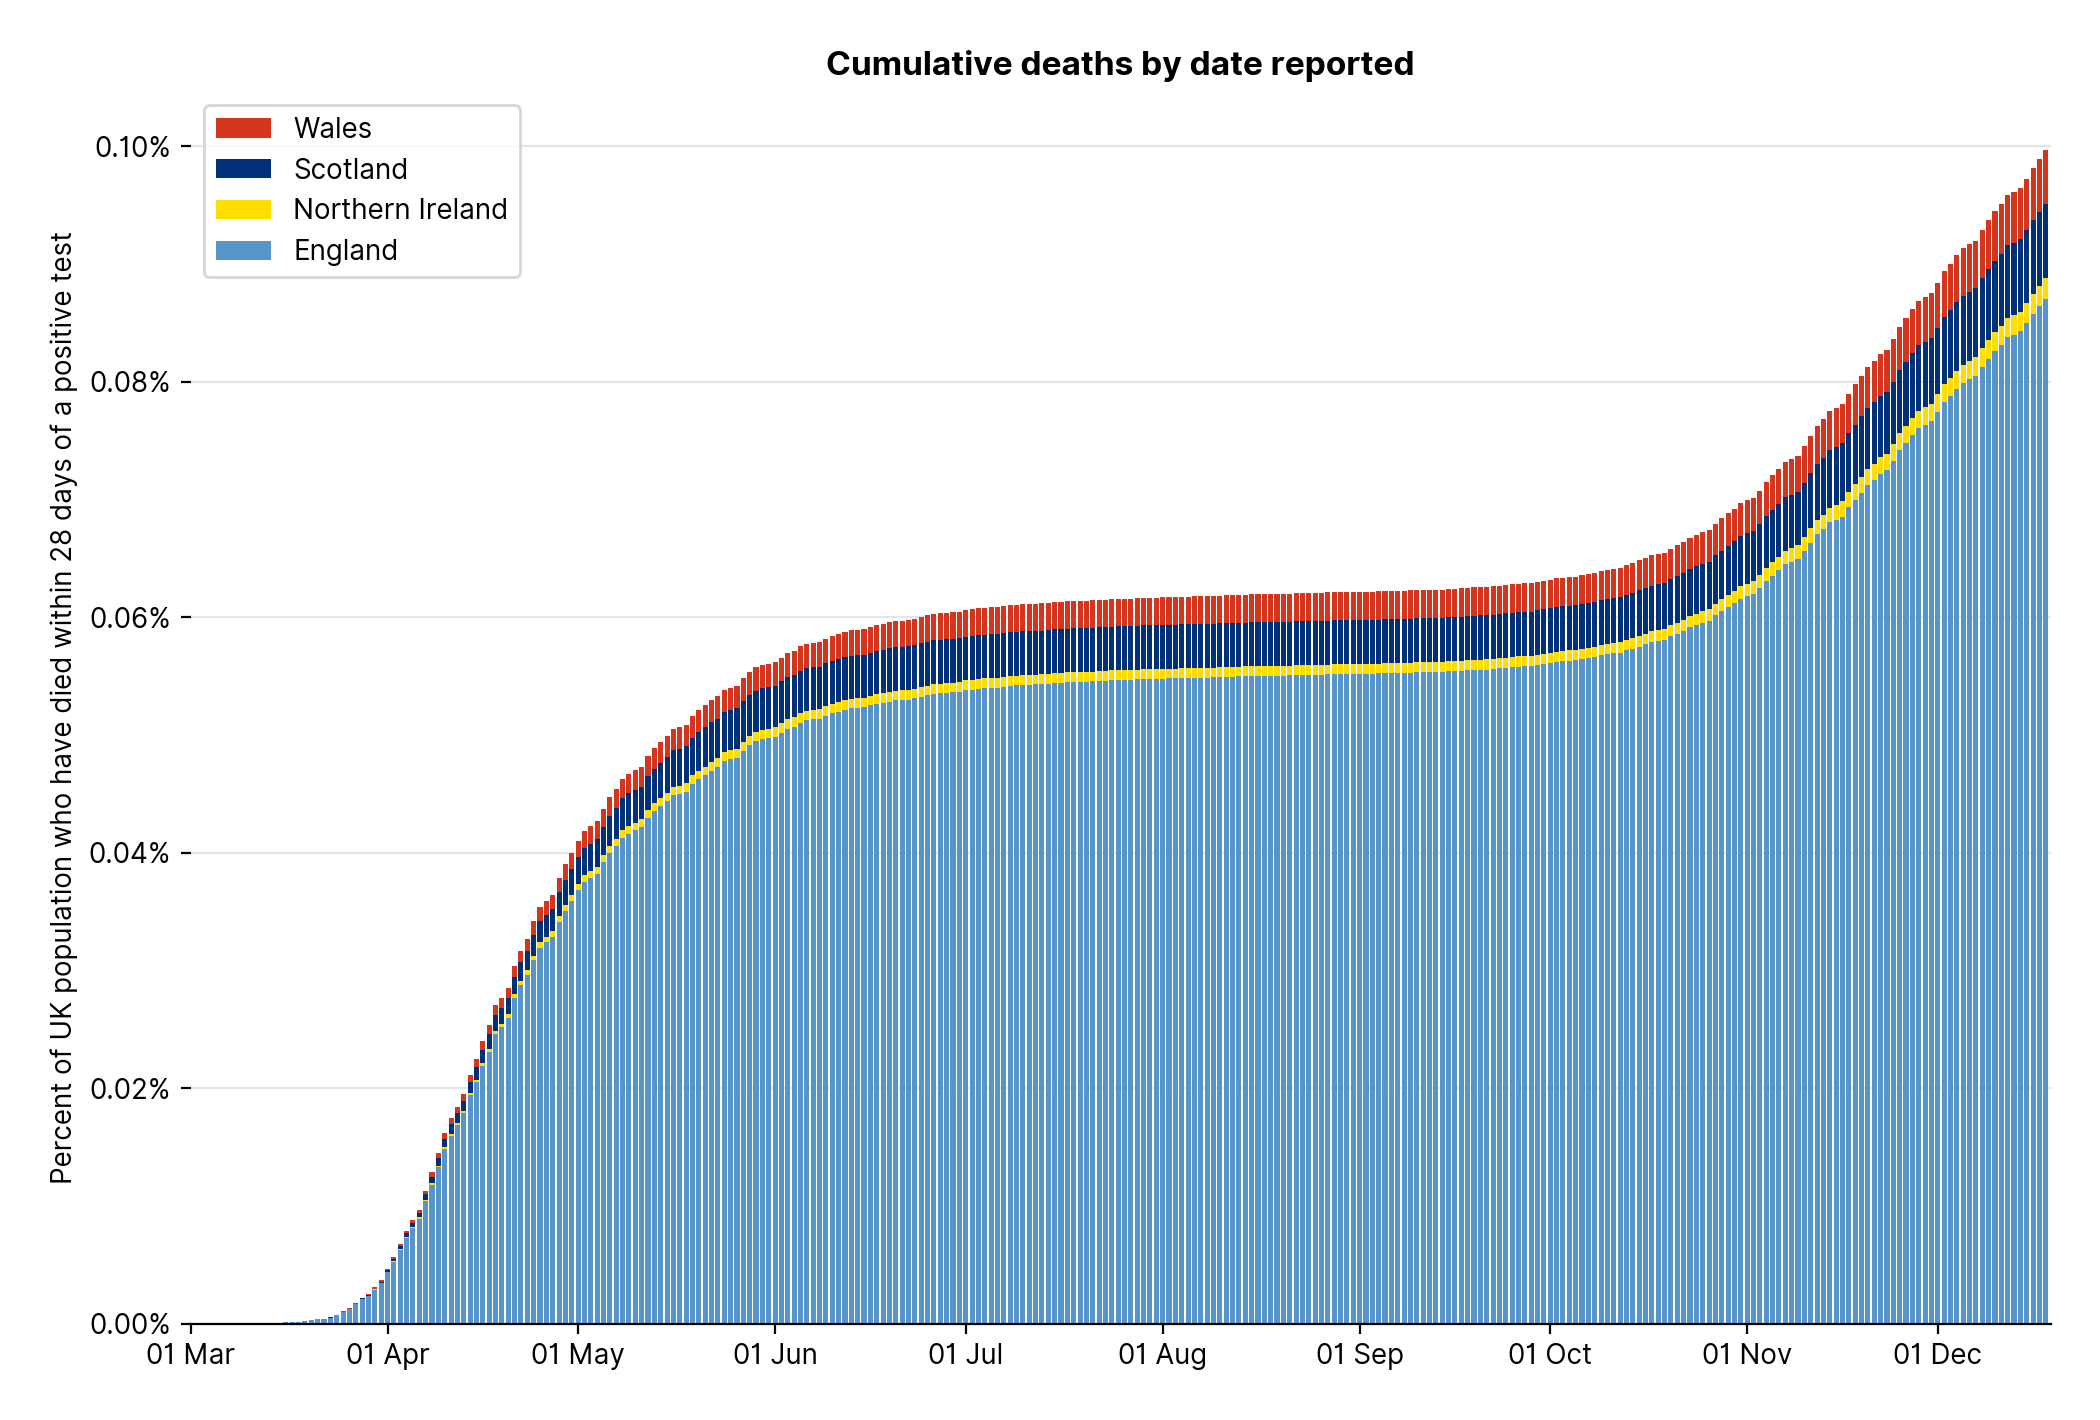 Cumulative deaths by date reported
Wales
Scotland
Northern Ireland
England
Percent of UK population who have died within 28 days of a positive test
0.10%
0.08%
0.06%
0.04%
0.02%
0.00%
01 Mar
01 Apr
01 May
01 Jun
01 Jul
01 Aug
01 Sep
01 Oct
01 Nov
01 Dec